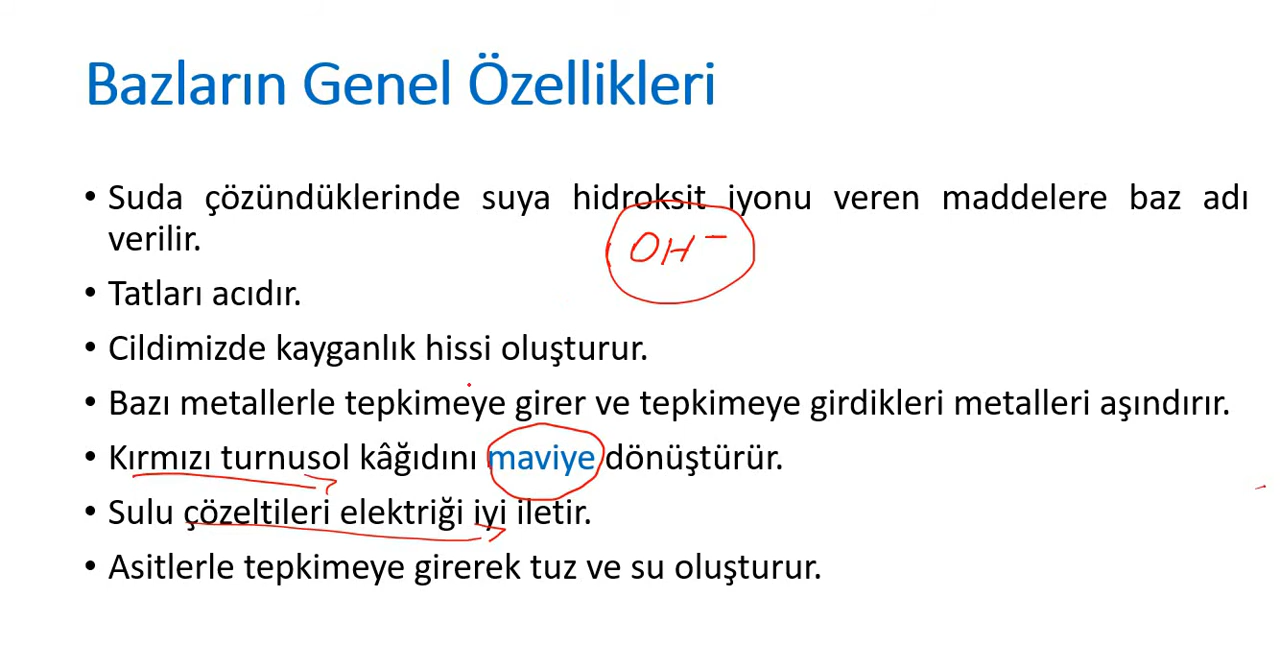 Bazların Genel Özellikleri
• Suda çözündüklerinde suya hidroksit iyonu veren maddelere baz adı
verilir.
OH⁻
• Tatları acıdır.
• Cildimizde kayganlık hissi oluşturur.
• Bazı metallerle tepkimeye girer ve tepkimeye girdikleri metalleri aşındırır.
• Kırmızı turnusol kâğıdını maviye dönüştürür.
• Sulu çözeltileri elektriği iyi iletir.
• Asitlerle tepkimeye girerek tuz ve su oluşturur.